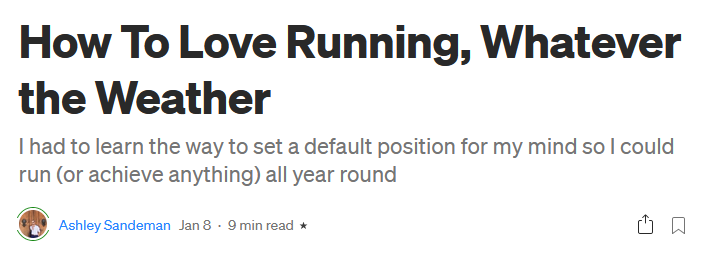 How To Love Running, Whatever
the Weather
I had to learn the way to set a default position for my mind so I could
run (or achieve anything) all year round
Ashley Sandeman Jan 8 · 9 min read ★